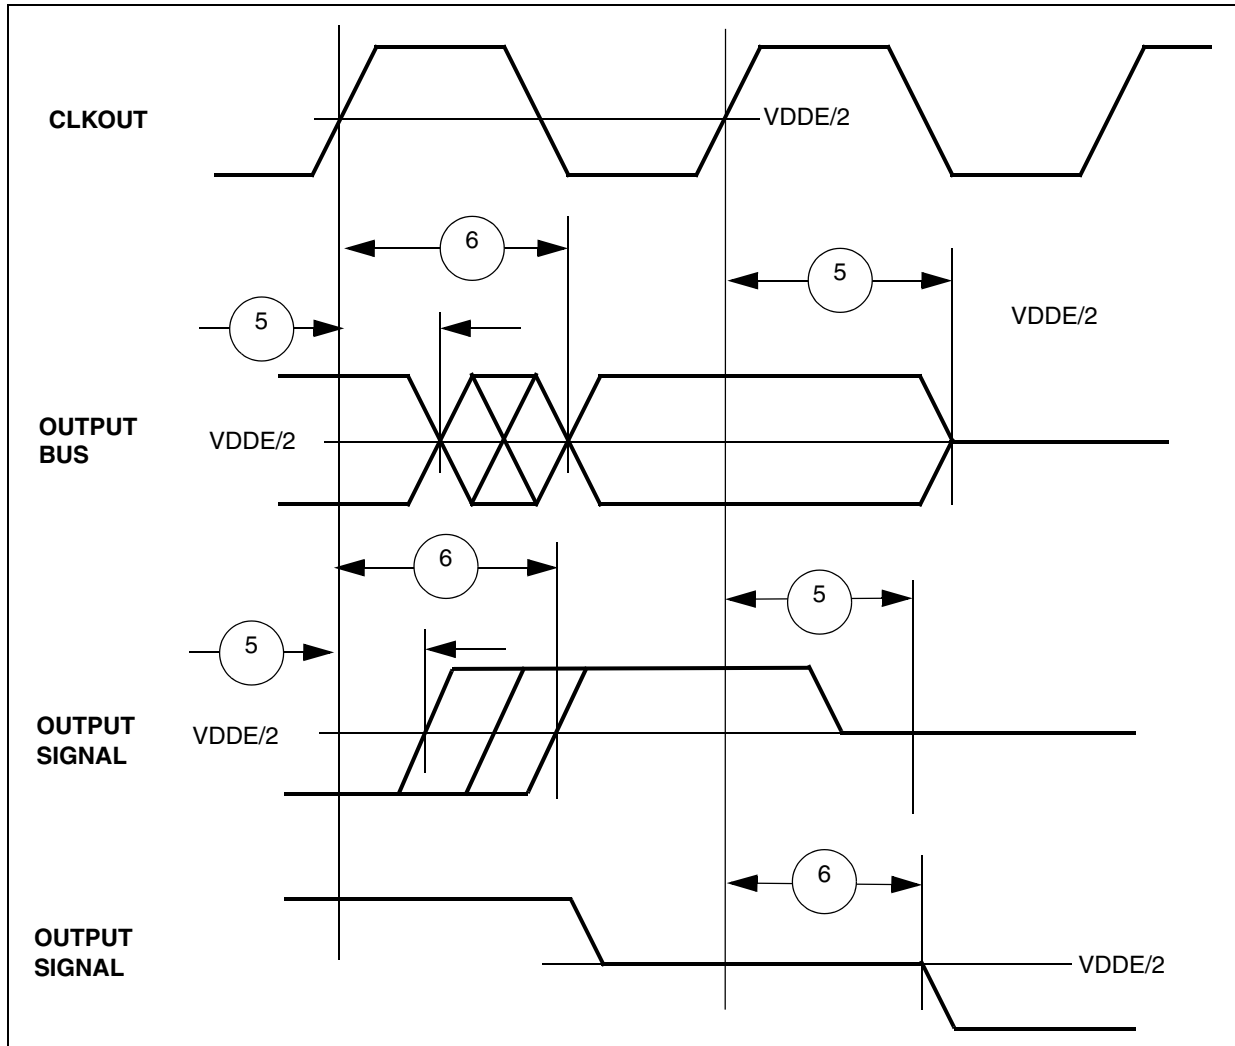 CLKOUT
VDDE/2
6
5
5
VDDE/2
OUTPUT
BUS
VDDE/2
6
5
5
OUTPUT
SIGNAL
VDDE/2
6
OUTPUT
SIGNAL
VDDE/2